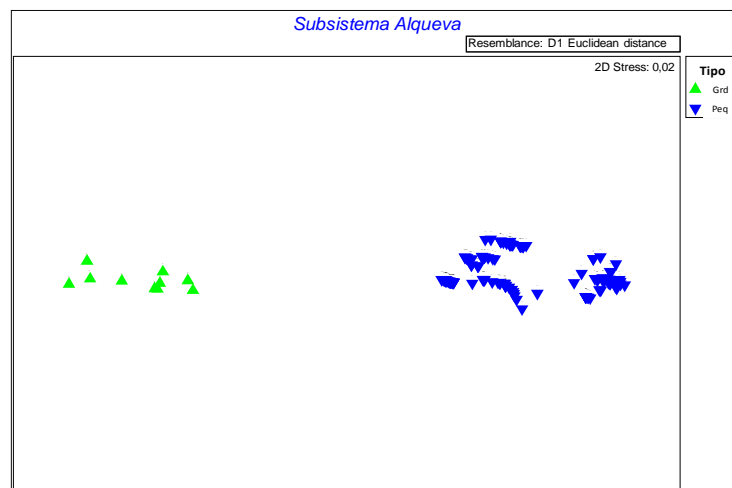 Subsistema Alqueva
Resemblance: D1 Euclidean distance
2D Stress: 0,02
Tipo
Grd
Peq